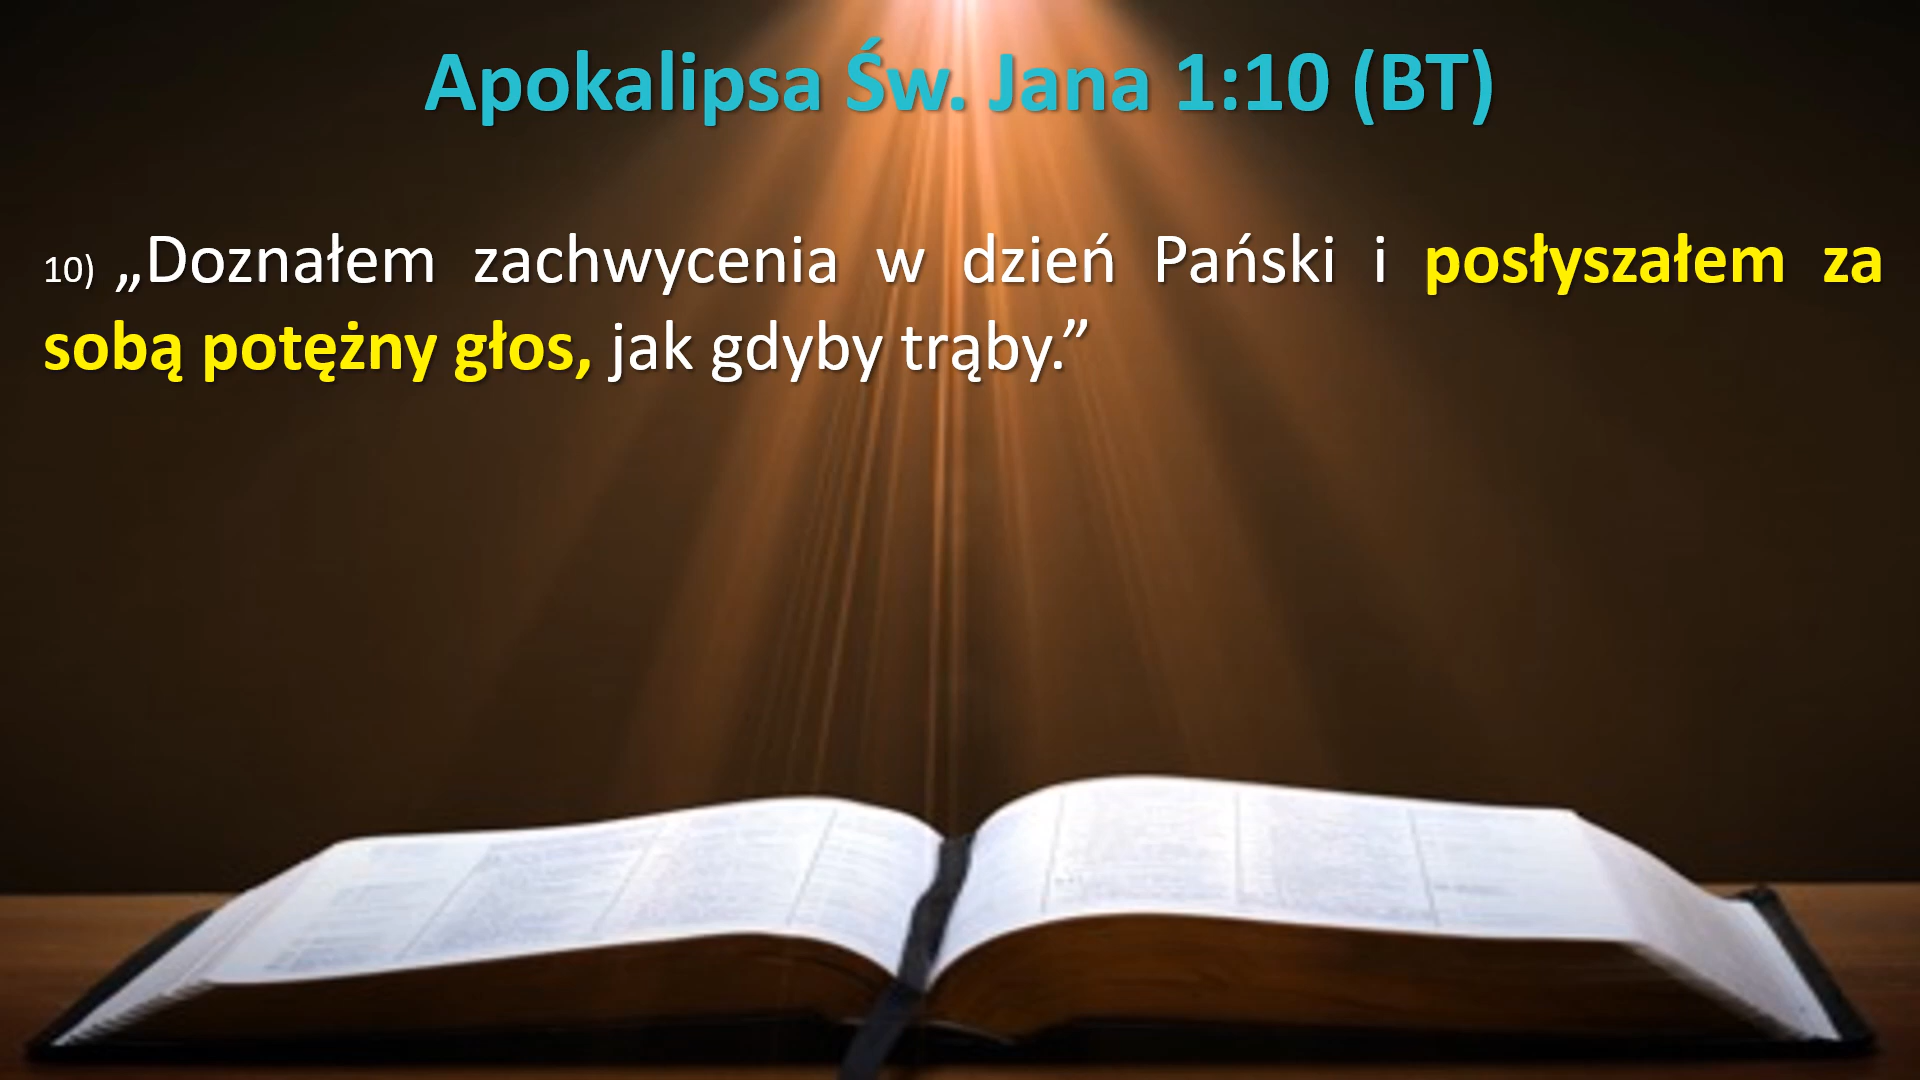 Apokalipsa Św. Jana 1:10 (BT)
10) „Doznałem zachwycenia w dzień Pański i posłyszałem za
sobą potężny głos, jak gdyby trąby.”